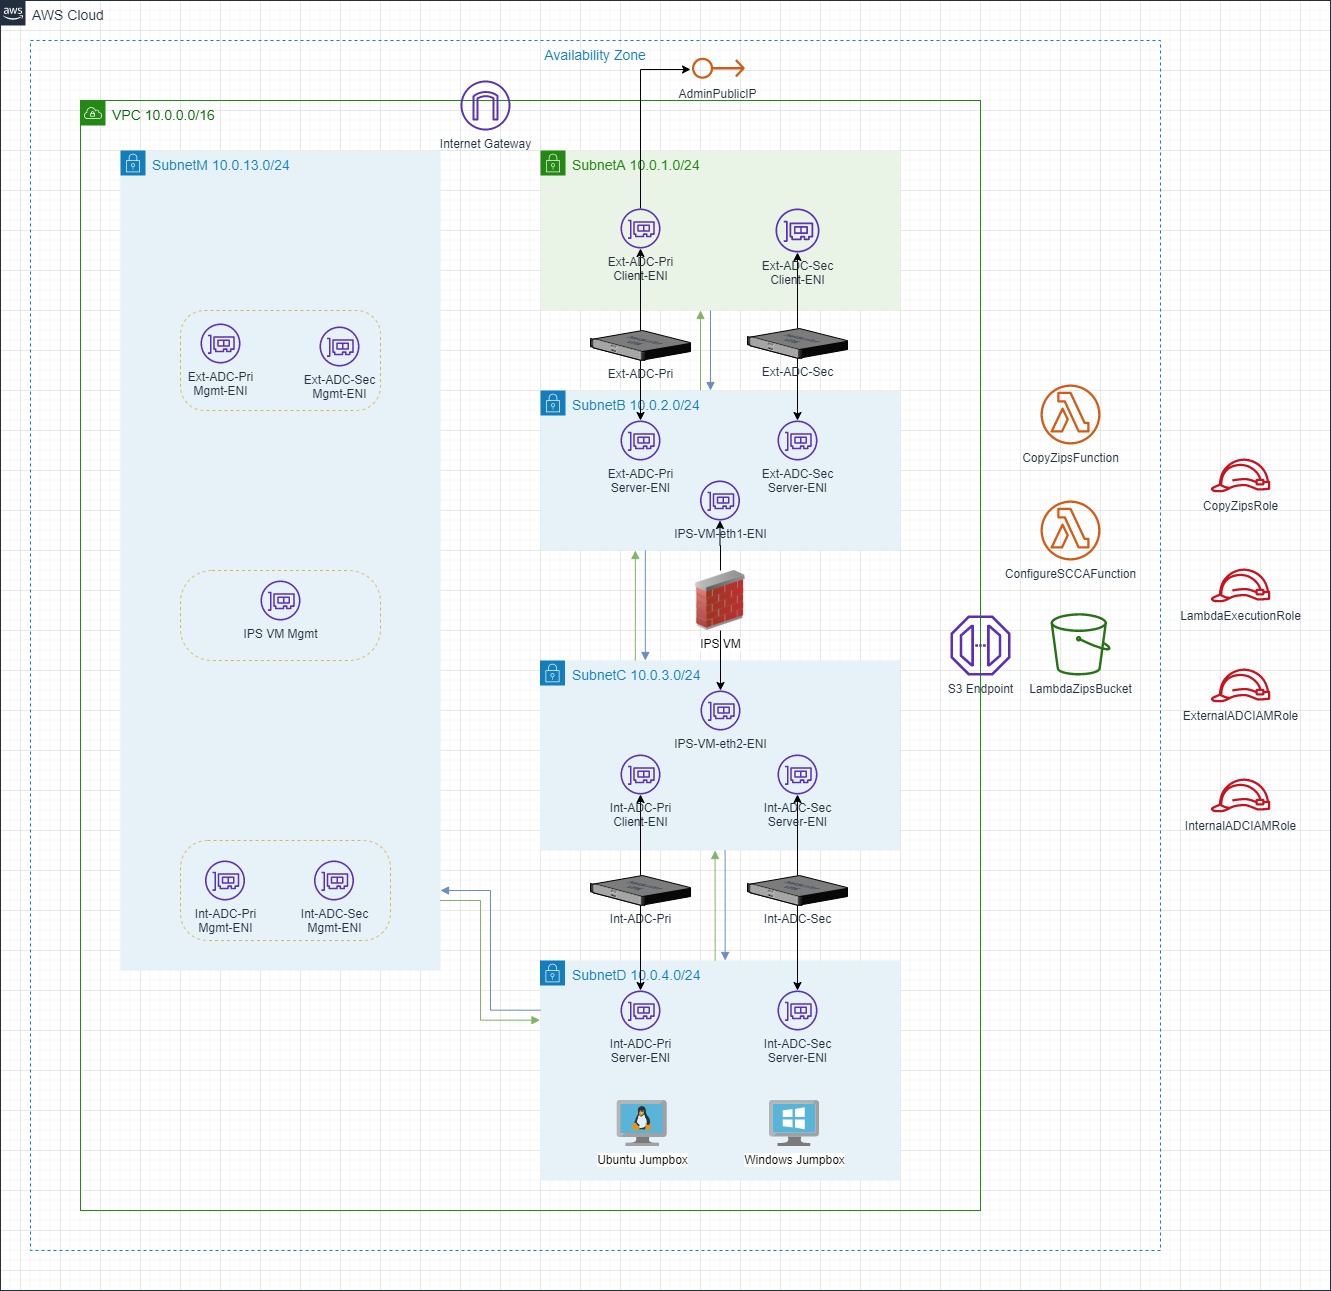 aws
AWS Cloud
Availability Zone
AdminPublicIP
VPC 10.0.0.0/16
Internet Gateway
SubnetM 10.0.13.0/24
SubnetA 10.0.1.0/24
Ext-ADC-Pri
Client-ENI
Ext-ADC-Sec
Client-ENI
Ext-ADC-Pri
Mgmt-ENI
Ext-ADC-Sec
Mgmt-ENI
Ext-ADC-Pri
Ext-ADC-Sec
SubnetB 10.0.2.0/24
Ext-ADC-Pri
Server-ENI
Ext-ADC-Sec
Server-ENI
IPS-VM-eth1-ENI
CopyZipsFunction
CopyZipsRole
ConfigureSCCAFunction
IPS VM Mgmt
IPS VM
LambdaExecutionRole
SubnetC 10.0.3.0/24
S3 Endpoint
LambdaZipsBucket
ExternalADCIAMRole
IPS-VM-eth2-ENI
Int-ADC-Pri
Client-ENI
Int-ADC-Sec
Server-ENI
InternalADCIAMRole
Int-ADC-Pri
Mgmt-ENI
Int-ADC-Sec
Mgmt-ENI
Int-ADC-Pri
Int-ADC-Sec
SubnetD 10.0.4.0/24
Int-ADC-Pri
Server-ENI
Int-ADC-Sec
Server-ENI
Ubuntu Jumpbox
Windows Jumpbox